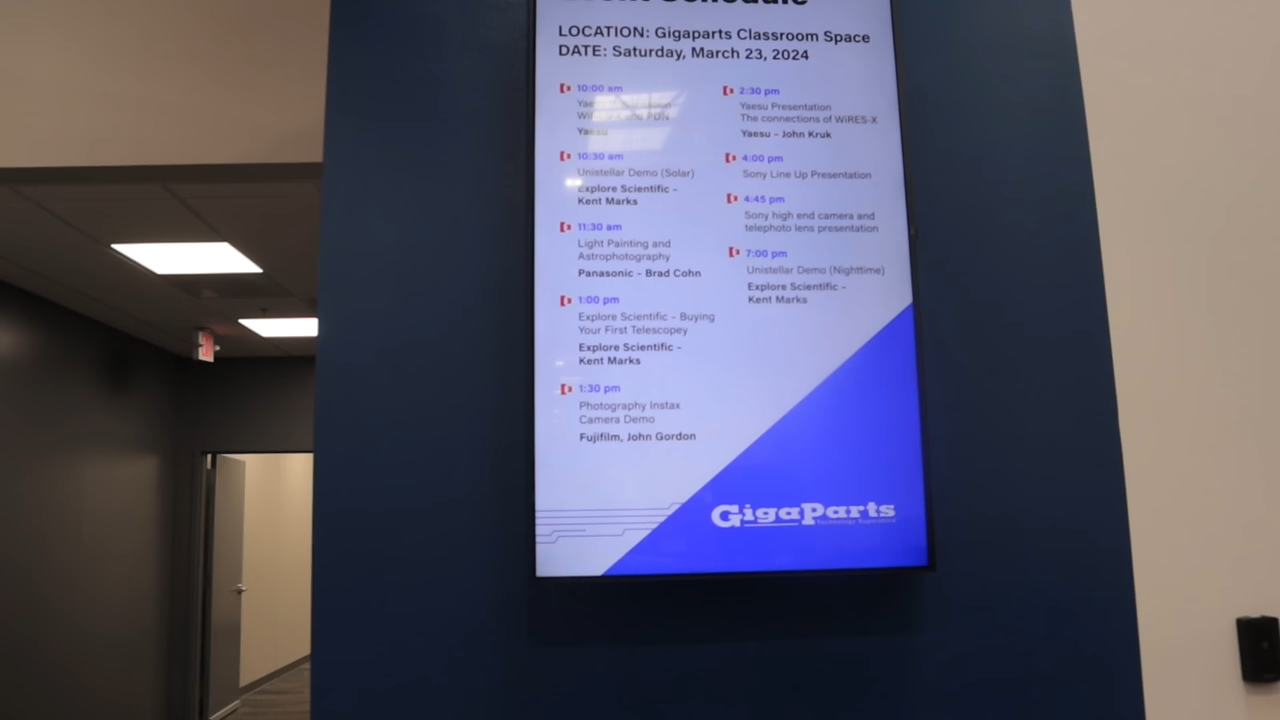 Event Schedule
LOCATION: Gigaparts Classroom Space
DATE: Saturday, March 23, 2024
10:00 am
Yaesu
10:30 am
Unistellar Demo (Solar)
Explore Scientific -
Kent Marks
11:30 am
Light Painting and
Astrophotography
Panasonic - Brad Cohn
1:00 pm
Explore Scientific - Buying
Your First Telescopey
Explore Scientific -
Kent Marks
1:30 pm
Photography Instax
Camera Demo
Fujifilm, John Gordon
2:30 pm
Yaesu Presentation
The connections of WiRES-X
Yaesu - John Kruk
4:00 pm
Sony Line Up Presentation
4:45 pm
Sony high end camera and
telephoto lens presentation
7:00 pm
Unistellar Demo (Nighttime)
Explore Scientific -
Kent Marks
GigaParts
Technology Superstore